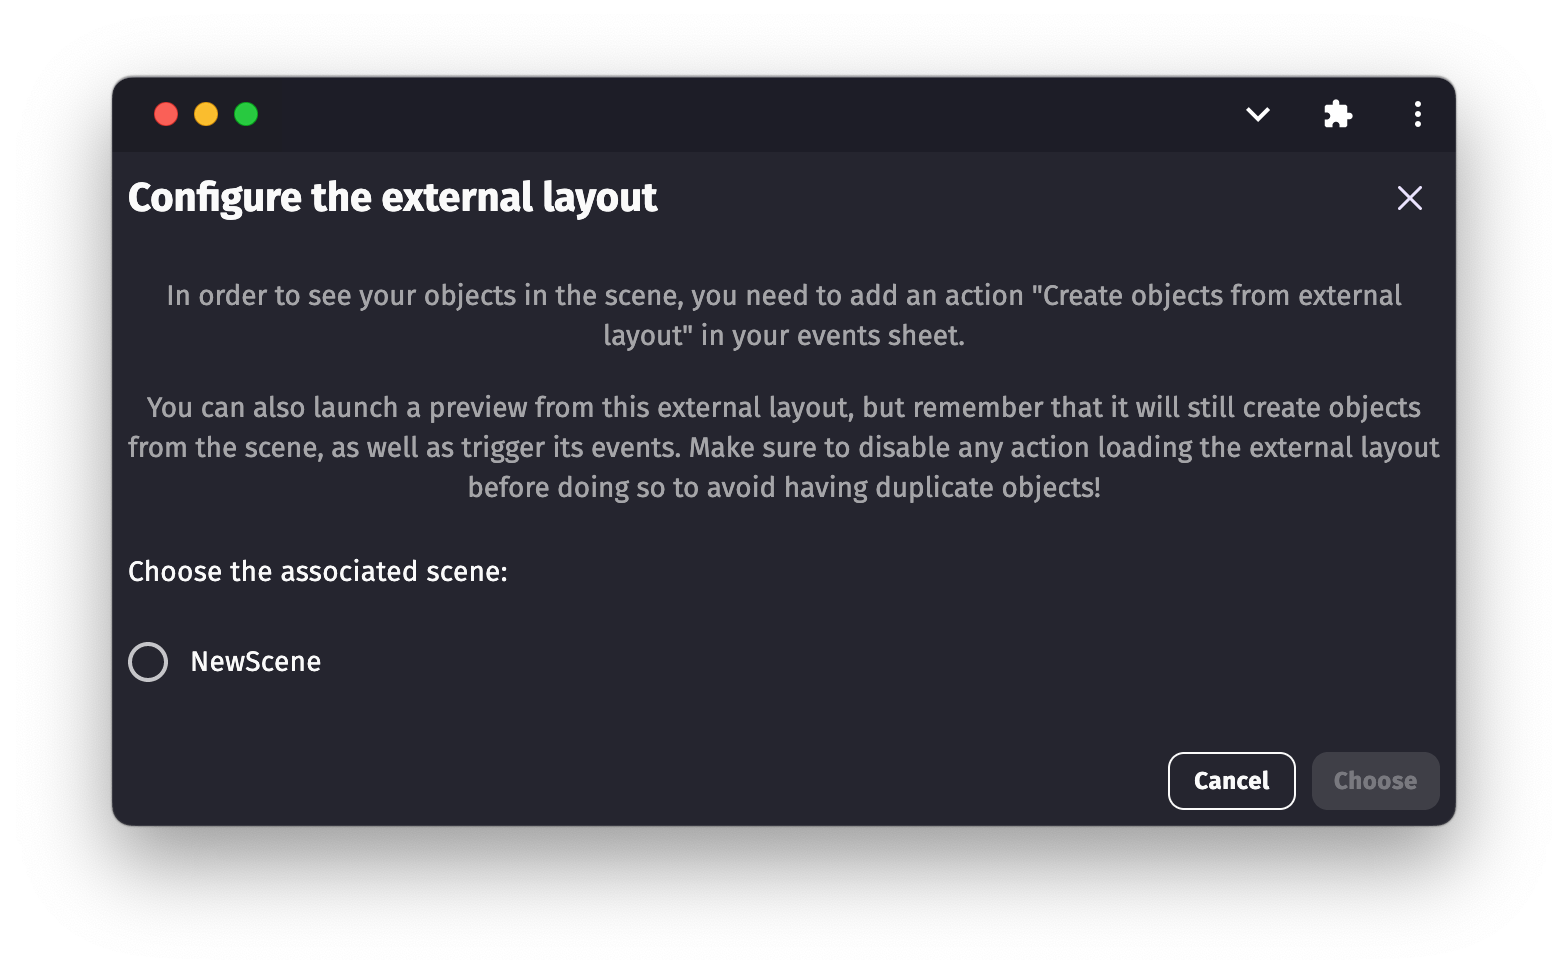 Configure the external layout
In order to see your objects in the scene, you need to add an action "Create objects from external
layout" in your events sheet.
You can also launch a preview from this external layout, but remember that it will still create objects
from the scene, as well as trigger its events. Make sure to disable any action loading the external layout
before doing so to avoid having duplicate objects!
Choose the associated scene:
NewScene
Cancel
Choose